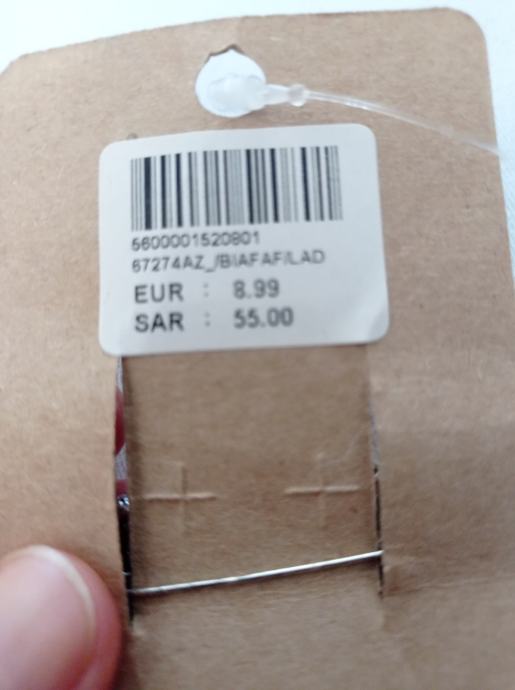 5600001520801
67274AZ_/BIAFAF/LAD
EUR : 8.99
SAR : 55.00